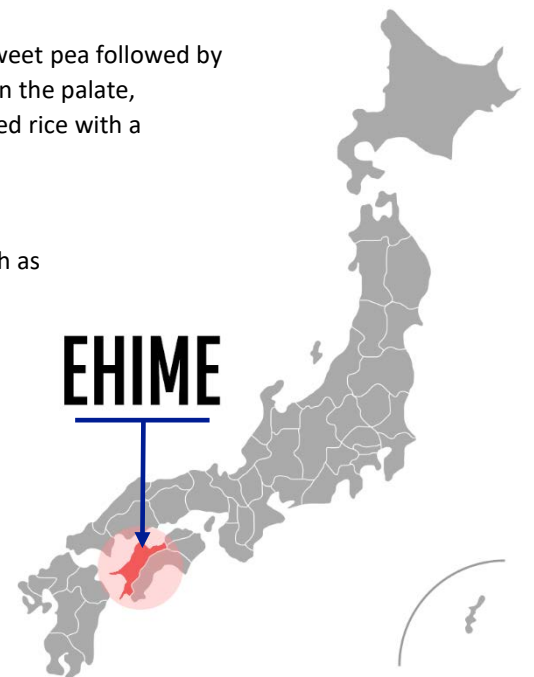 weet pea followed by
n the palate,
ed rice with a
h as
EHIME